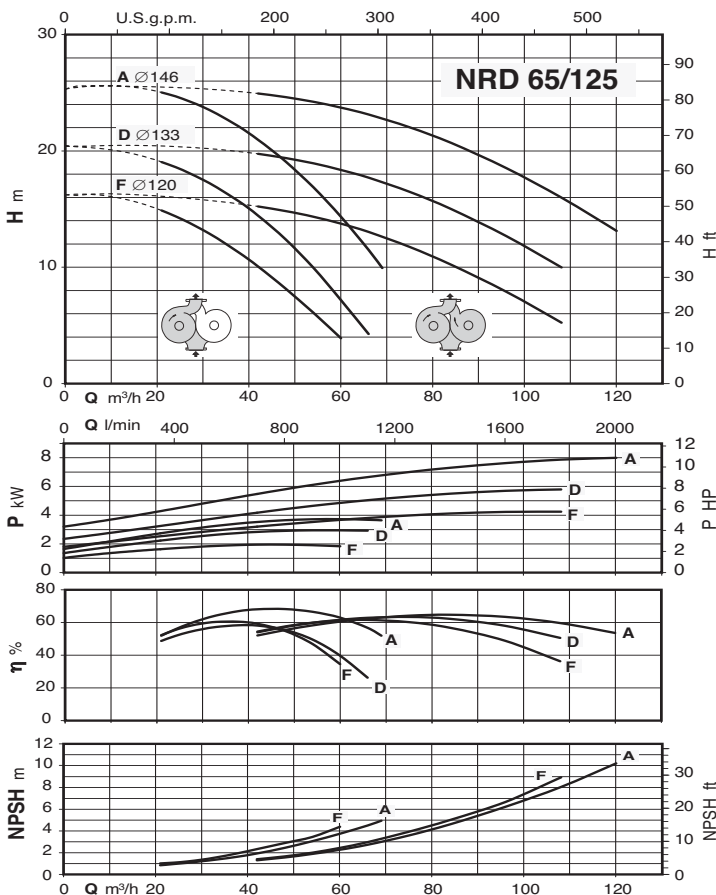 0 U.S.g.p.m. 100 200 300 400 500
30
20
10
0
H m
A ∅146
D ∅133
F ∅120
NRD 65/125
90
80
70
60
50
40
30
20
10
0
H ft
0 Q m³/h 20 40 60 80 100 120
0 Q l/min 400 800 1200 1600 2000
8
6
4
2
0
P kW
A
D
F
A
D
F
12
10
8
6
4
2
0
P HP
80
60
40
20
0
η %
A
F
D
A
D
F
12
10
8
6
4
2
0
NPSH m
F
A
F
A
30
20
10
0
NPSH ft
0 Q m³/h 20 40 60 80 100 120